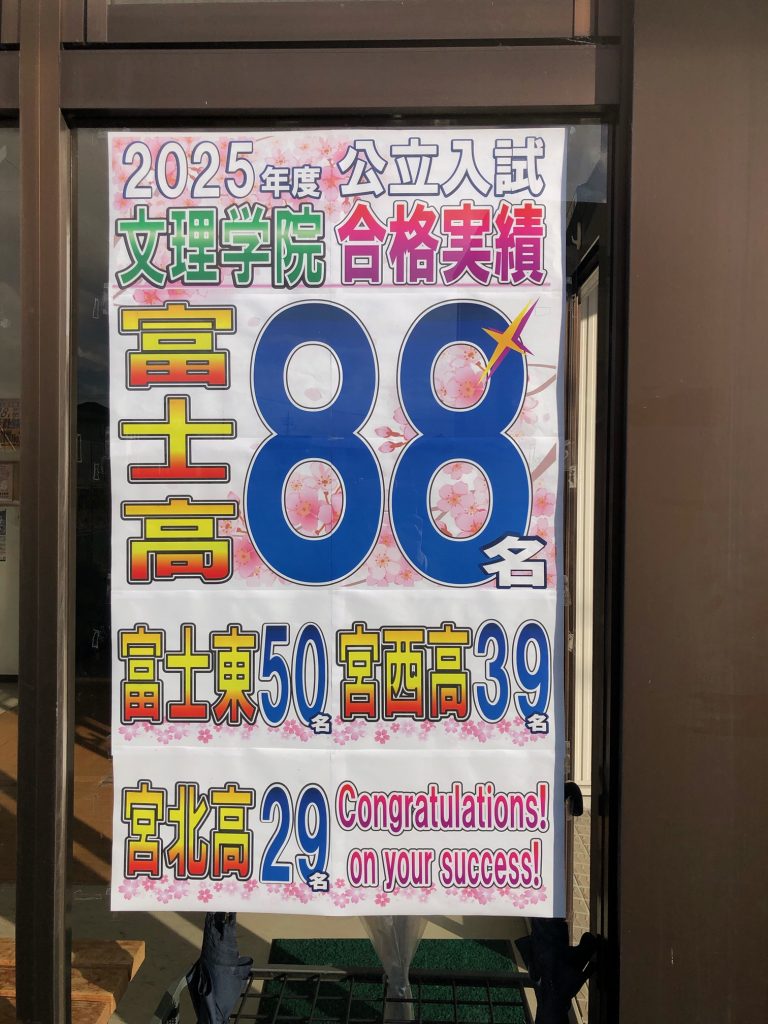 2025年度 公立入試
文理学院 合格実績
富士高 88名
富士東50名 宮西高39名
宮北高29名
Congratulations!
on your success!